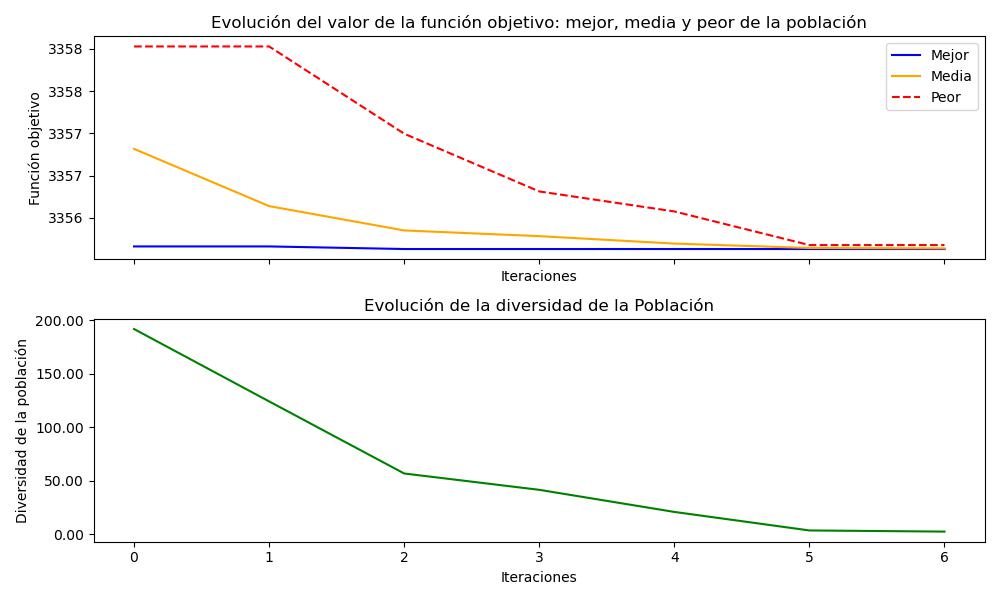 Evolución del valor de la función objetivo: mejor, media y peor de la población
Función objetivo
3358
3358
3357
3357
3356
Mejor
Media
Peor
Iteraciones
Evolución de la diversidad de la Población
Diversidad de la población
200.00
150.00
100.00
50.00
0.00
0 1 2 3 4 5 6
Iteraciones